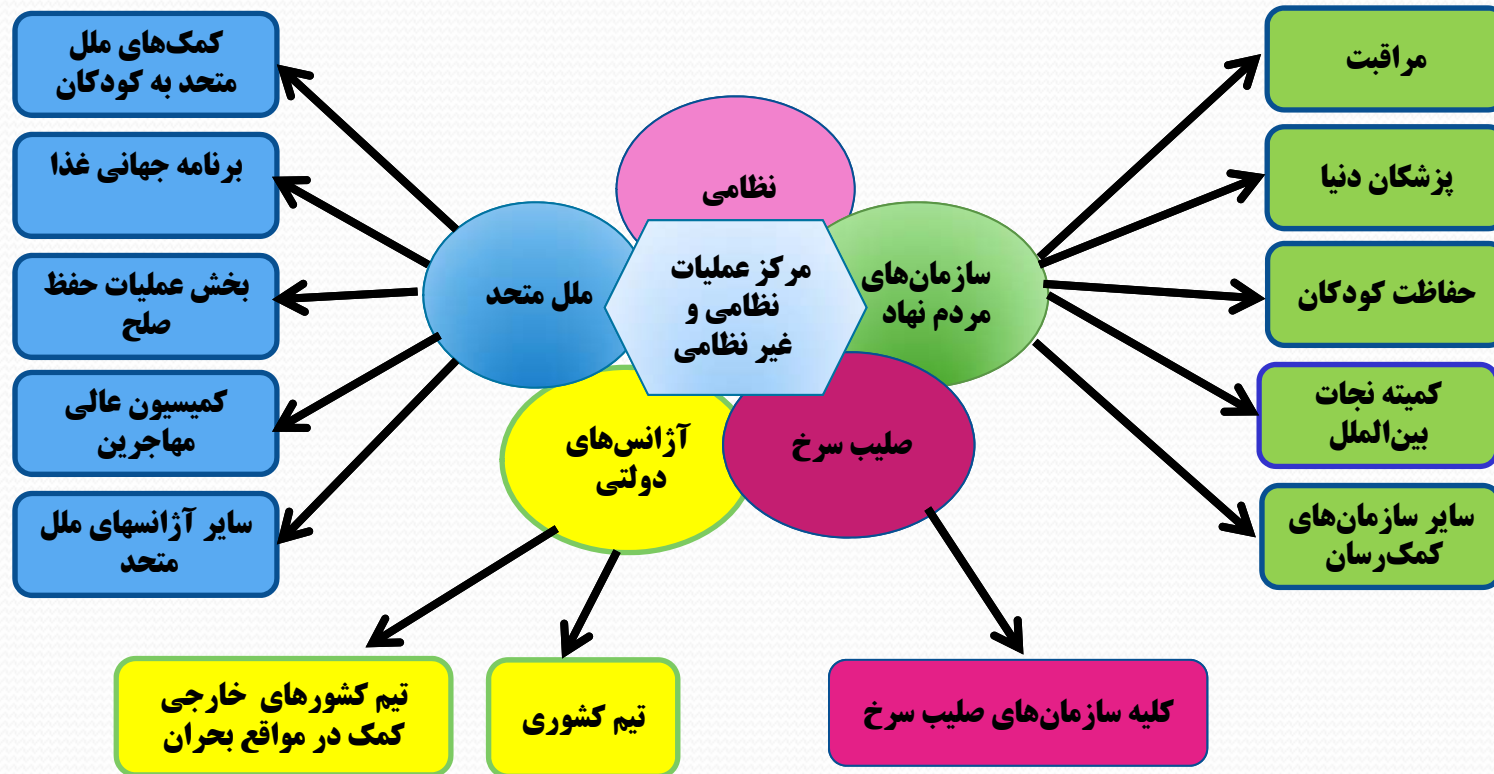 کمک‌های ملل
متحد به کودکان
برنامه جهانی غذا
بخش عملیات حفظ
صلح
کمیسیون عالی
مهاجرین
سایر آژانسهای ملل
متحد
ملل متحد
نظامی
مرکز عملیات
نظامی و
غیر نظامی
سازمان‌های
مردم نهاد
آژانس‌های
دولتی
صلیب سرخ
مراقبت
پزشکان دنیا
حفاظت کودکان
کمیته نجات
بین‌الملل
سایر سازمان‌های
کمک‌رسان
تیم کشورهای خارجی
کمک در مواقع بحران
تیم کشوری
کلیه سازمان‌های صلیب سرخ